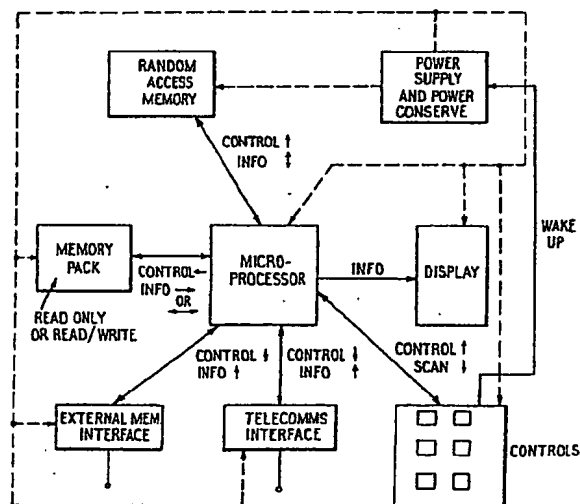 RANDOM
ACCESS
MEMORY
POWER
SUPPLY
AND POWER
CONSERVE
CONTROL ↑
INFO ↕
WAKE
UP
MEMORY
PACK
MICRO-
PROCESSOR
DISPLAY
INFO
CONTROL ←
INFO →
OR
↔
READ ONLY
OR READ/WRITE
CONTROL ↓
INFO ↑
CONTROL ↓
INFO ↑
CONTROL ↑
SCAN ↓
EXTERNAL MEM.
INTERFACE
TELECOMMS
INTERFACE
CONTROLS